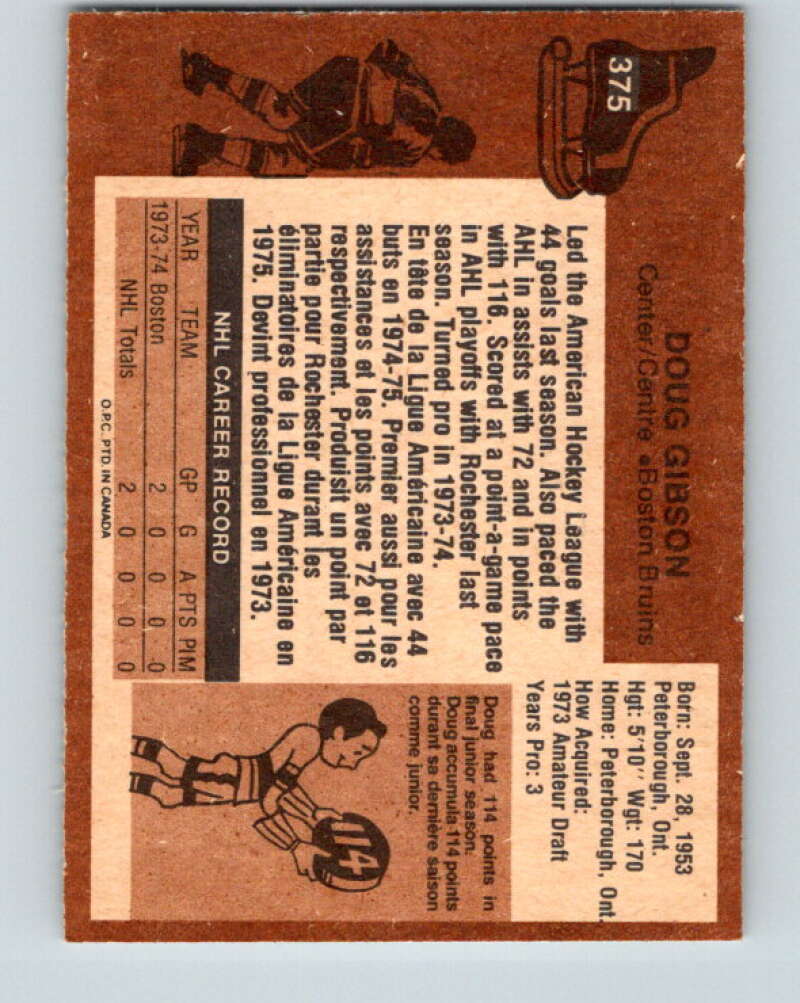 375
DOUG GIBSON
Center/Centre •Boston Bruins
Born: Sept. 28, 1953
Peterborough, Ont.
Hgt: 5'10'' Wgt: 170
Home: Peterborough, Ont.
How Acquired:
1973 Amateur Draft
Years Pro: 3
Led the American Hockey League with
44 goals last season. Also paced the
AHL in assists with 72 and in points
with 116. Scored at a point-a-game pace
in AHL playoffs with Rochester last
season. Turned pro in 1973-74.
En tête de la Ligue Américaine avec 44
buts en 1974-75. Premier aussi pour les
assistances et les points avec 72 et 116
respectivement. Produisit un point par
partie pour Rochester durant les
éliminatoires de la Ligue Américaine en
1975. Devint professionnel en 1973.
NHL CAREER RECORD
YEAR TEAM GP G A PTS PIM
1973-74 Boston 2 0 0 0 0
NHL Totals 2 0 0 0 0
O.P.C. PTD. IN CANADA
Doug had 114 points in
final junior season.
Doug accumula 114 points
durant sa dernière saison
comme junior.
114